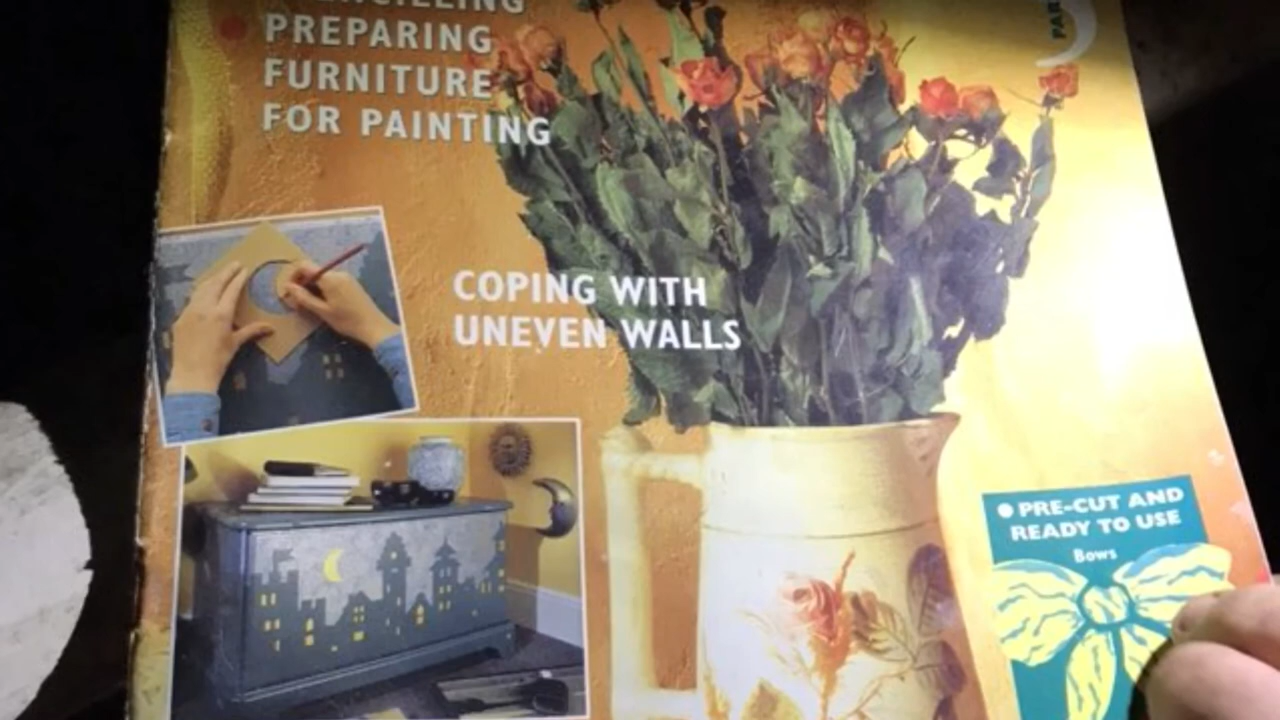 PREPARING
FURNITURE
FOR PAINTING
COPING WITH
UNEVEN WALLS
PRE-CUT AND
READY TO USE
Bows